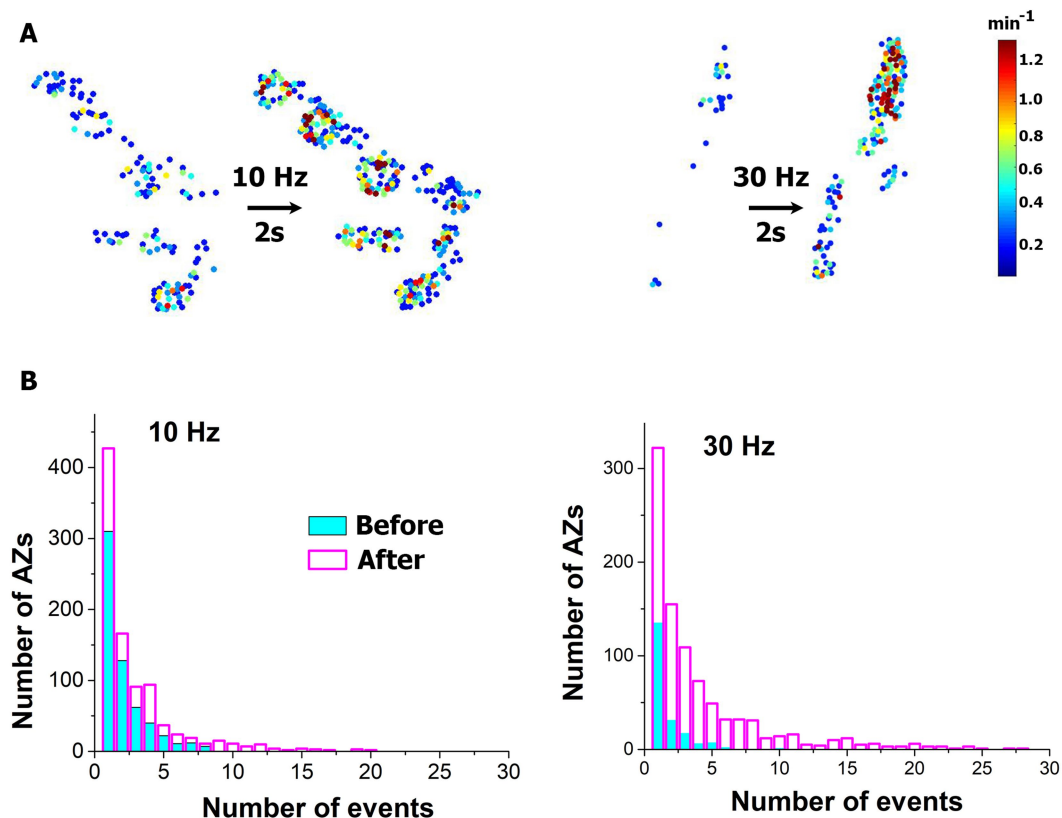 A
min⁻¹
10 Hz
2s
30 Hz
2s
1.2
1.0
0.8
0.6
0.4
0.2
B
10 Hz
Number of AZs
400
300
200
100
0
0 5 10 15 20 25 30
Number of events
Before
After
30 Hz
Number of AZs
300
200
100
0
0 5 10 15 20 25 30
Number of events